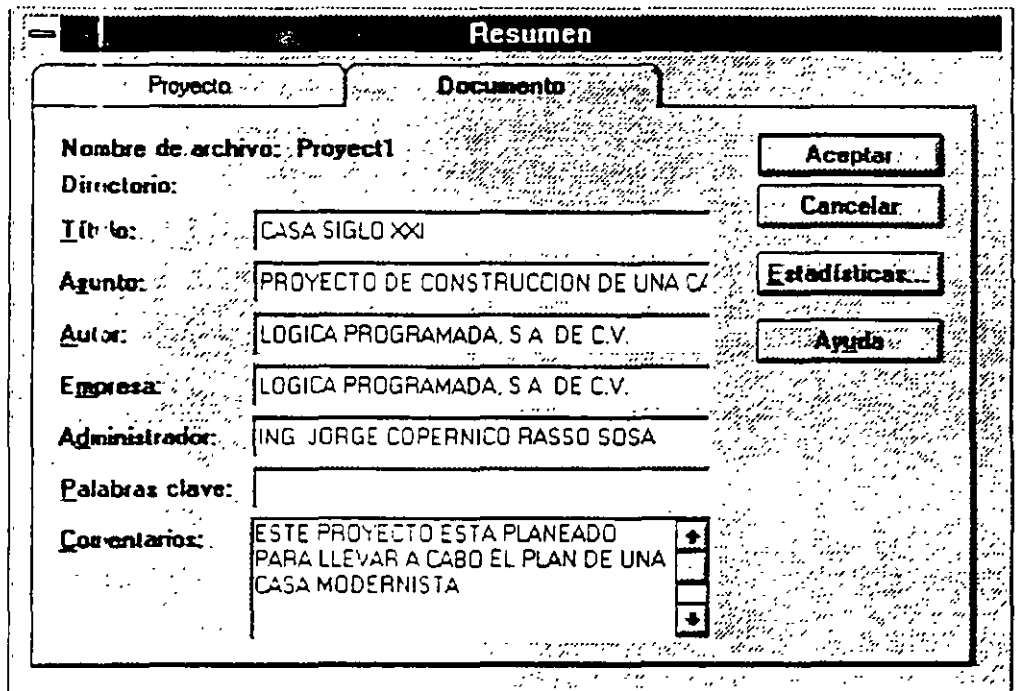 Resumen
Proyecto Documento
Nombre de archivo: Proyect1
Directorio:
Título: CASA SIGLO XXI
Asunto: PROYECTO DE CONSTRUCCION DE UNA CA
Autor: LOGICA PROGRAMADA, S A DE C.V.
Empresa: LOGICA PROGRAMADA, S A DE C.V.
Administrador: ING JORGE COPERNICO RASSO SOSA
Palabras clave:
Comentarios: ESTE PROYECTO ESTA PLANEADO
PARA LLEVAR A CABO EL PLAN DE UNA
CASA MODERNISTA
Aceptar
Cancelar
Estadísticas...
Ayuda